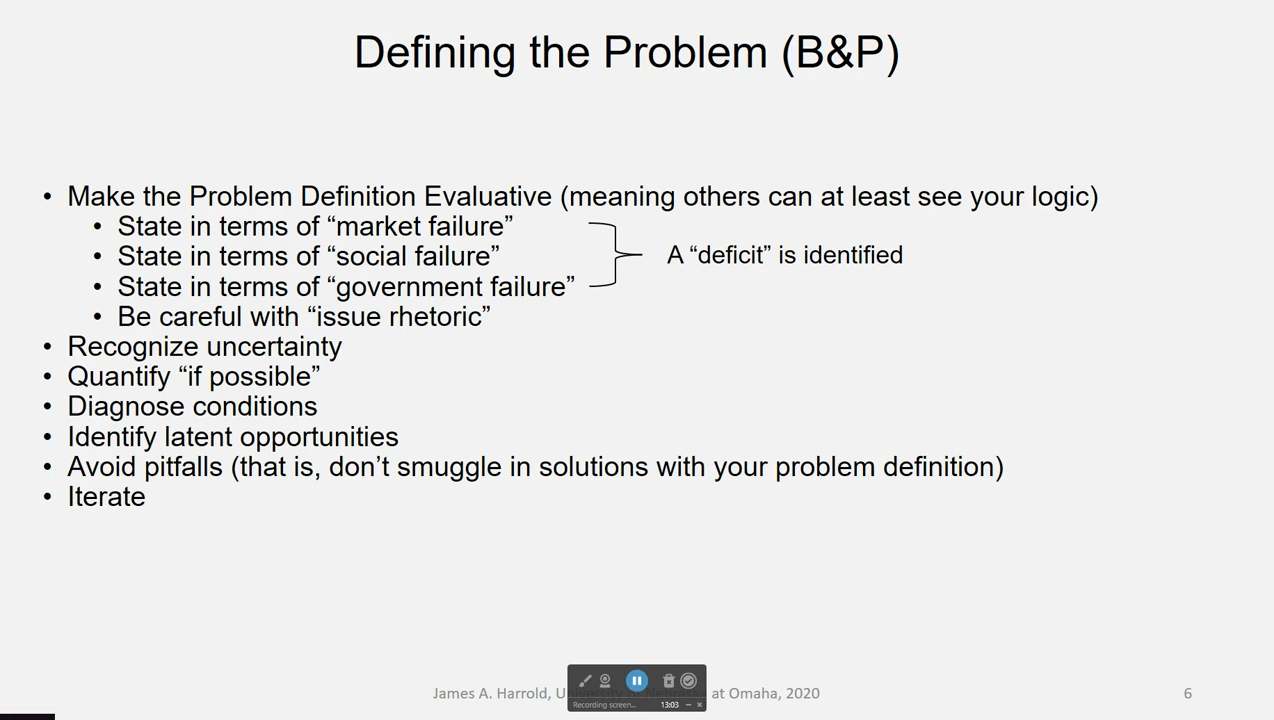 Defining the Problem (B&P)
• Make the Problem Definition Evaluative (meaning others can at least see your logic)
• State in terms of “market failure”
• State in terms of “social failure”
• State in terms of “government failure”
A “deficit” is identified
• Be careful with “issue rhetoric”
• Recognize uncertainty
• Quantify “if possible”
• Diagnose conditions
• Identify latent opportunities
• Avoid pitfalls (that is, don’t smuggle in solutions with your problem definition)
• Iterate
James A. Harrold, at Omaha, 2020
6
Recording screen... 13:03